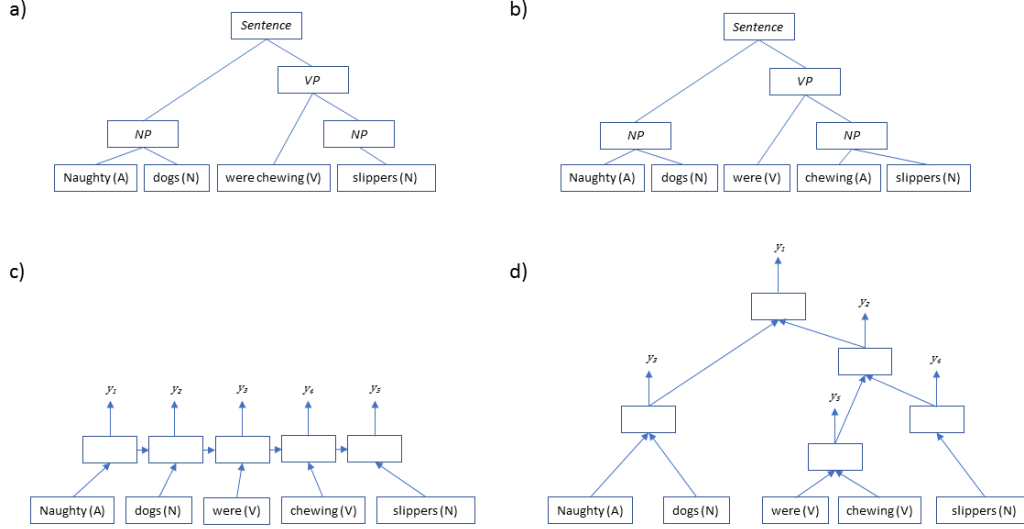 a)
Sentence
VP
NP
NP
Naughty (A) dogs (N) were chewing (V) slippers (N)
b)
Sentence
VP
NP
NP
Naughty (A) dogs (N) were (V) chewing (A) slippers (N)
c)
y₁ y₂ y₃ y₄ y₅
Naughty (A) dogs (N) were (V) chewing (V) slippers (N)
d)
y₁
y₂
y₃ y₄
y₅
Naughty (A) dogs (N) were (V) chewing (V) slippers (N)